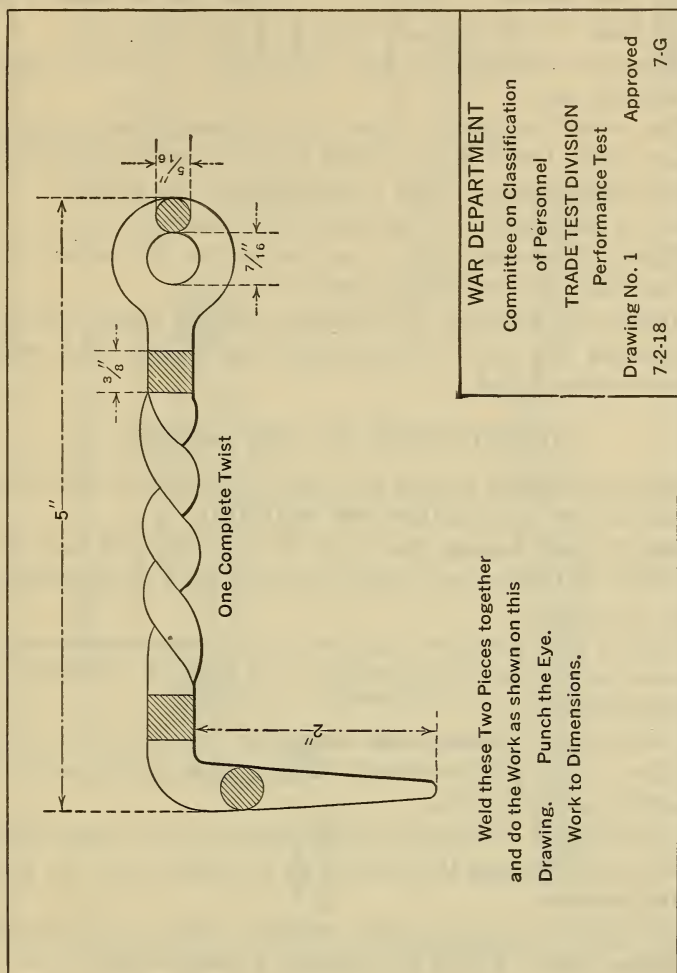 5"
5/16"
7/16"
3/8"
One Complete Twist
2"
Weld these Two Pieces together
and do the Work as shown on this
Drawing. Punch the Eye.
Work to Dimensions.
WAR DEPARTMENT
Committee on Classification
of Personnel
TRADE TEST DIVISION
Performance Test
Drawing No. 1 Approved
7-2-18 7-G